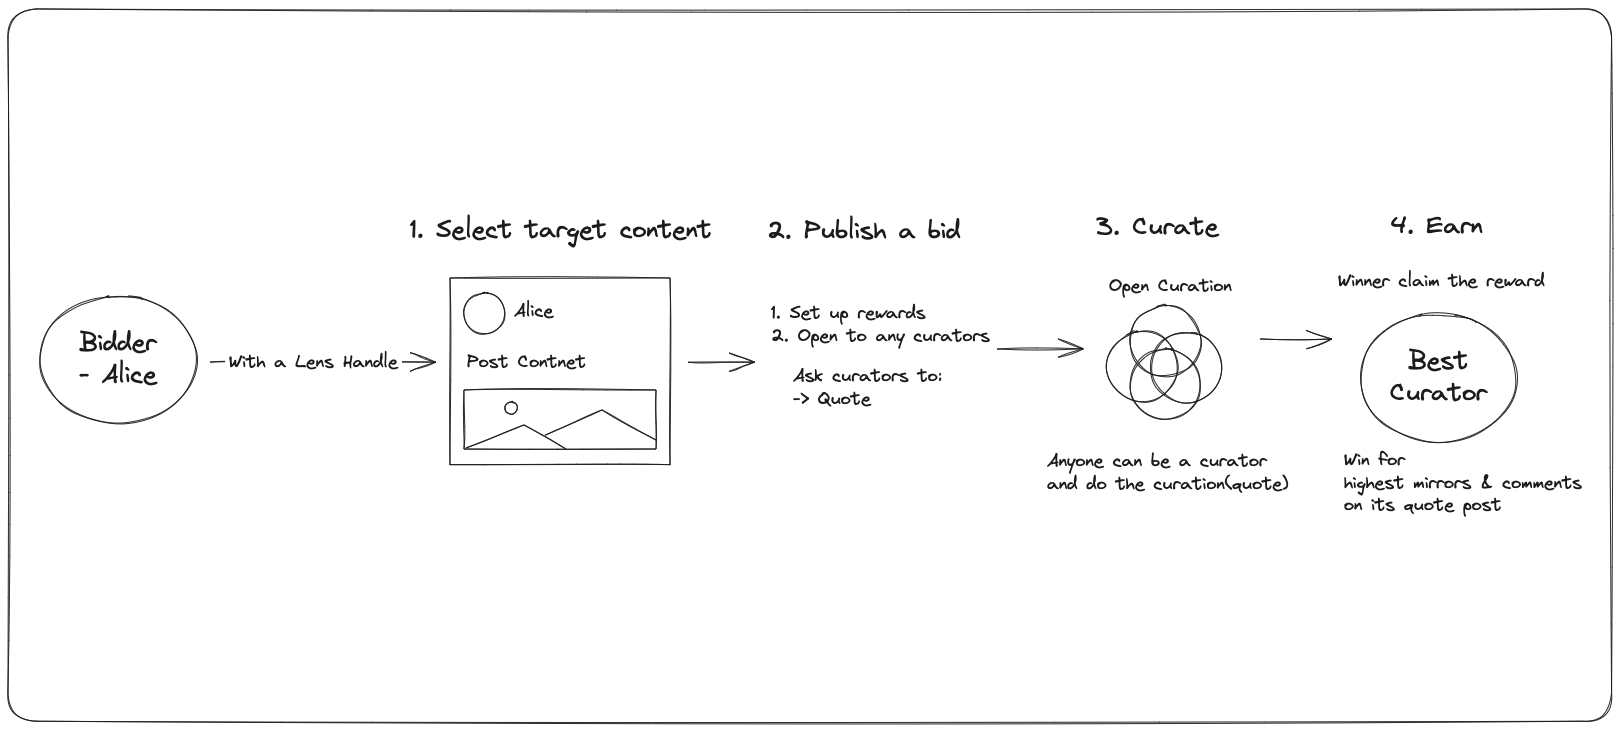 Bidder
- Alice
With a Lens Handle
1. Select target content
Alice
Post Contnet
2. Publish a bid
1. Set up rewards
2. Open to any curators
Ask curators to:
-> Quote
3. Curate
Open Curation
Anyone can be a curator
and do the curation(quote)
4. Earn
Winner claim the reward
Best
Curator
Win for
highest mirrors & comments
on its quote post